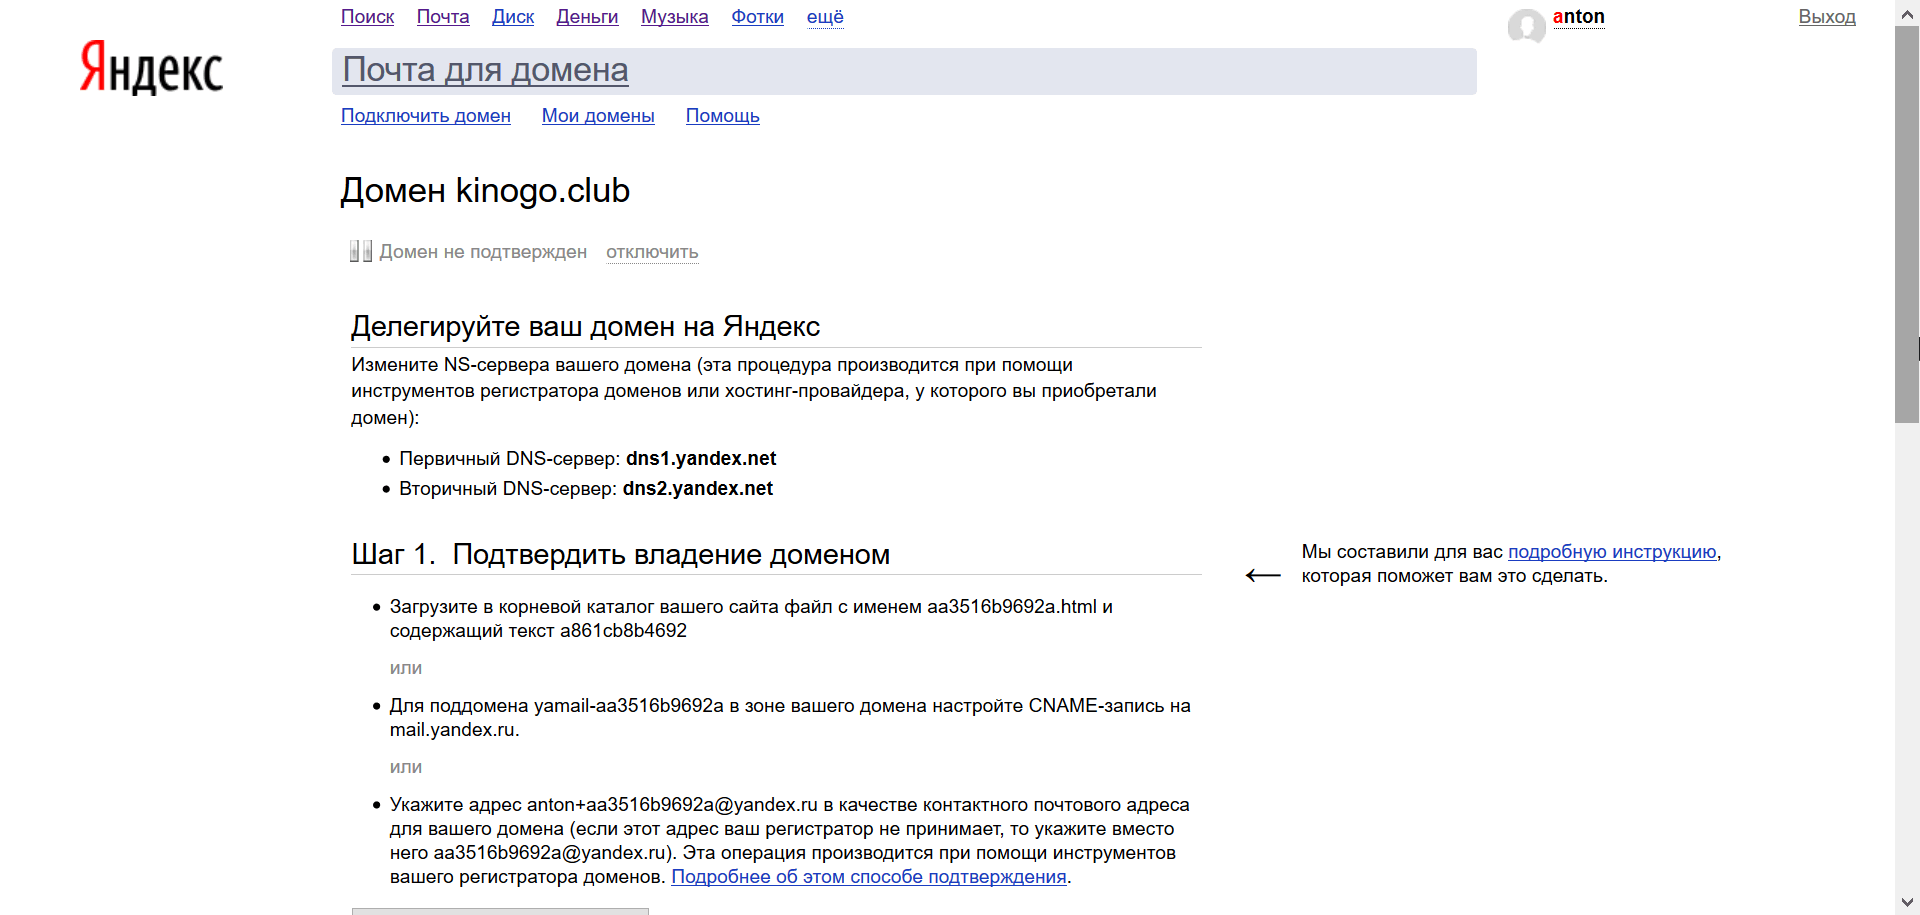 Поиск Почта Диск Деньги Музыка Фотки ещё anton Выход
Яндекс
Почта для домена
Подключить домен Мои домены Помощь
Домен kinogo.club
Домен не подтвержден отключить
Делегируйте ваш домен на Яндекс
Измените NS-сервера вашего домена (эта процедура производится при помощи
инструментов регистратора доменов или хостинг-провайдера, у которого вы приобретали
домен):
• Первичный DNS-сервер: dns1.yandex.net
• Вторичный DNS-сервер: dns2.yandex.net
Шаг 1. Подтвердить владение доменом
← Мы составили для вас подробную инструкцию,
которая поможет вам это сделать.
• Загрузите в корневой каталог вашего сайта файл с именем aa3516b9692a.html и
содержащий текст a861cb8b4692
или
• Для поддомена yamail-aa3516b9692a в зоне вашего домена настройте CNAME-запись на
mail.yandex.ru.
или
• Укажите адрес anton+aa3516b9692a@yandex.ru в качестве контактного почтового адреса
для вашего домена (если этот адрес ваш регистратор не принимает, то укажите вместо
него aa3516b9692a@yandex.ru). Эта операция производится при помощи инструментов
вашего регистратора доменов. Подробнее об этом способе подтверждения.